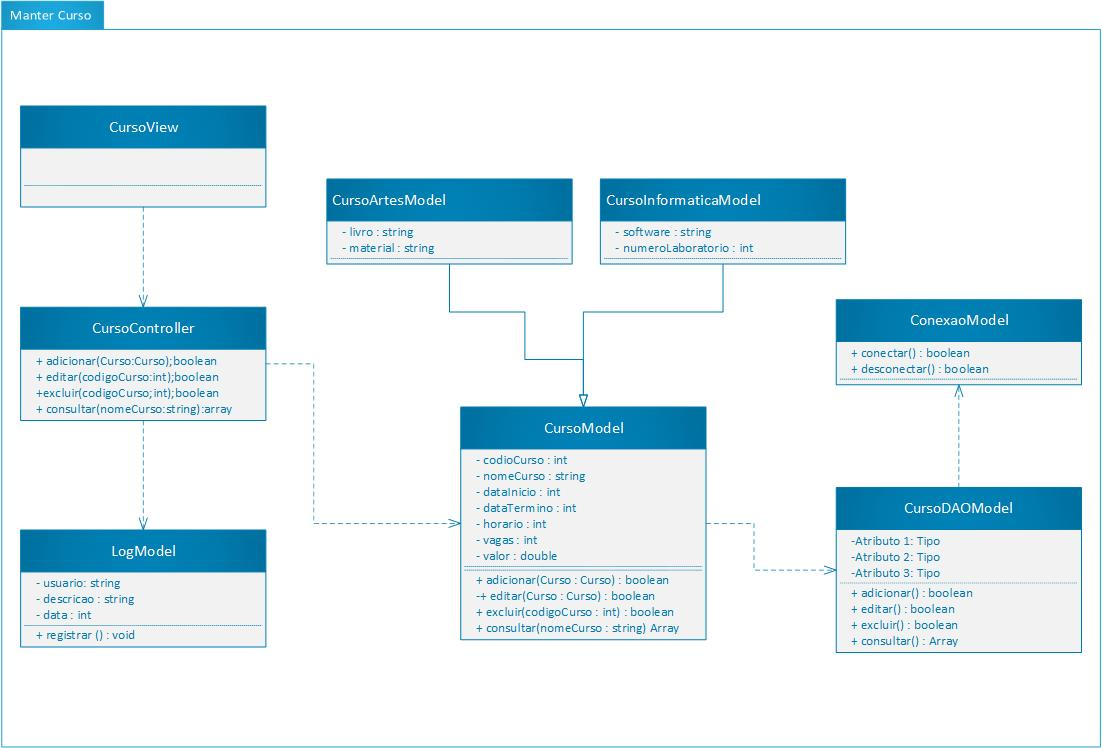 Manter Curso
CursoView
CursoArtesModel
- livro : string
- material : string
CursoInformaticaModel
- software : string
- numeroLaboratorio : int
CursoController
+ adicionar(Curso:Curso);boolean
+ editar(codigoCurso:int);boolean
+excluir(codigoCurso;int);boolean
+ consultar(nomeCurso:string):array
ConexaoModel
+ conectar() : boolean
+ desconectar() : boolean
CursoModel
- codioCurso : int
- nomeCurso : string
- dataInicio : int
- dataTermino : int
- horario : int
- vagas : int
- valor : double
+ adicionar(Curso : Curso) : boolean
-+ editar(Curso : Curso) : boolean
+ excluir(codigoCurso : int) : boolean
+ consultar(nomeCurso : string) Array
CursoDAOModel
-Atributo 1: Tipo
-Atributo 2: Tipo
-Atributo 3: Tipo
+ adicionar() : boolean
+ editar() : boolean
+ excluir() : boolean
+ consultar() : Array
LogModel
- usuario: string
- descricao : string
- data : int
+ registrar () : void